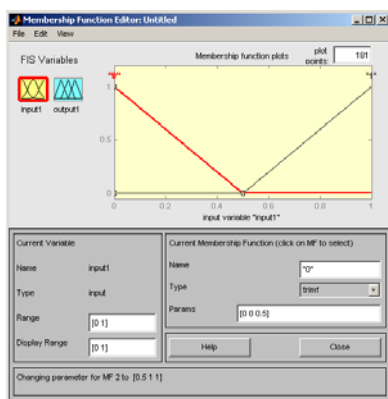 Membership Function Editor: Untitled
File Edit View
FIS Variables
Membership function plots
plot points:
181
input1
output1
"0"
"1"
1
0.5
0
0
0.2
0.4
0.6
0.8
1
input variable "input1"
Current Variable
Name input1
Type input
Range [0 1]
Display Range [0 1]
Current Membership Function (click on MF to select)
Name "0"
Type trimf
Params [0 0 0.5]
Help
Close
Changing parameter for MF 2 to [0.5 1 1]